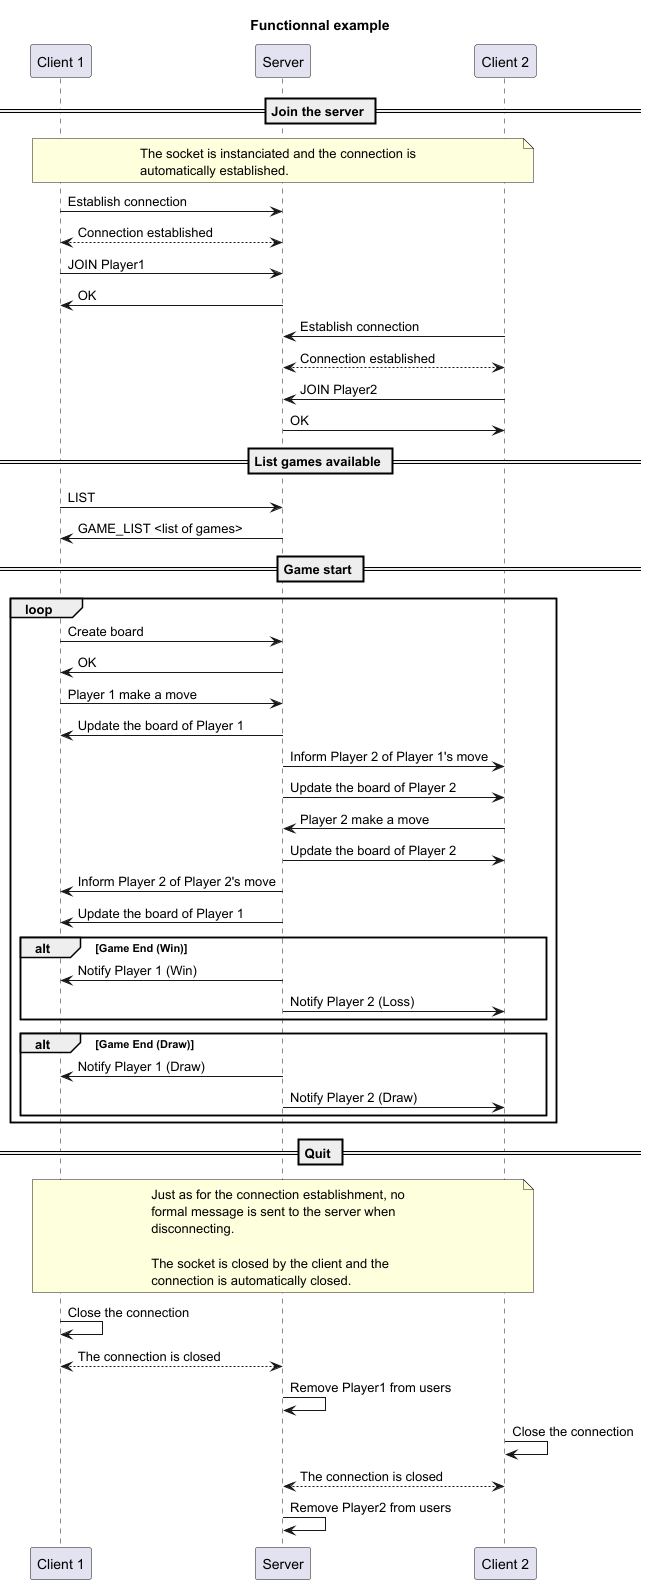 Functionnal example
Client 1
Server
Client 2
Join the server
The socket is instanciated and the connection is
automatically established.
Establish connection
Connection established
JOIN Player1
OK
Establish connection
Connection established
JOIN Player2
OK
List games available
LIST
GAME_LIST <list of games>
Game start
loop
Create board
OK
Player 1 make a move
Update the board of Player 1
Inform Player 2 of Player 1's move
Update the board of Player 2
Player 2 make a move
Update the board of Player 2
Inform Player 2 of Player 2's move
Update the board of Player 1
alt
[Game End (Win)]
Notify Player 1 (Win)
Notify Player 2 (Loss)
alt
[Game End (Draw)]
Notify Player 1 (Draw)
Notify Player 2 (Draw)
Quit
Just as for the connection establishment, no
formal message is sent to the server when
disconnecting.
The socket is closed by the client and the
connection is automatically closed.
Close the connection
The connection is closed
Remove Player1 from users
Close the connection
The connection is closed
Remove Player2 from users
Client 1
Server
Client 2